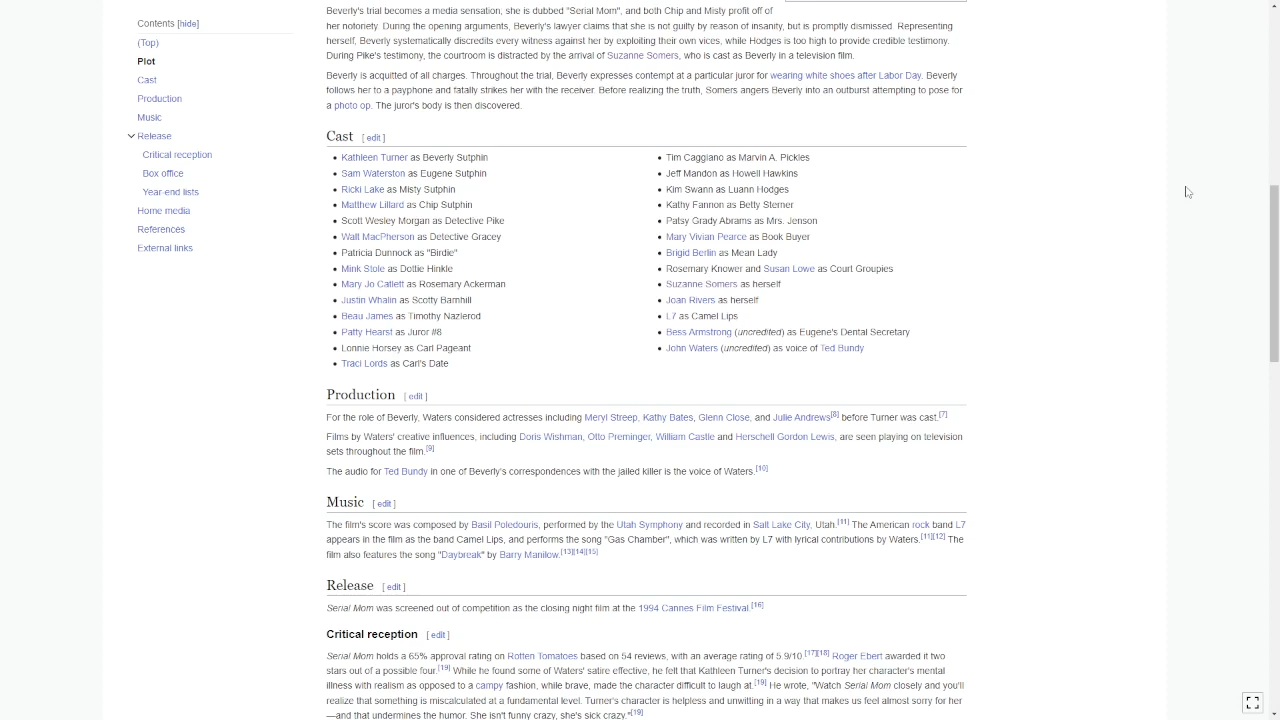 Contents [hide]
(Top)
Plot
Cast
Production
Music
Release
Critical reception
Box office
Year-end lists
Home media
References
External links
Beverly's trial becomes a media sensation; she is dubbed "Serial Mom", and both Chip and Misty profit off of
her notoriety. During the opening arguments, Beverly's lawyer claims that she is not guilty by reason of insanity, but is promptly dismissed. Representing
herself, Beverly systematically discredits every witness against her by exploiting their own vices, while Hodges is too high to provide credible testimony.
During Pike's testimony, the courtroom is distracted by the arrival of Suzanne Somers, who is cast as Beverly in a television film.
Beverly is acquitted of all charges. Throughout the trial, Beverly expresses contempt at a particular juror for wearing white shoes after Labor Day. Beverly
follows her to a payphone and fatally strikes her with the receiver. Before realizing the truth, Somers angers Beverly into an outburst attempting to pose for
a photo op. The juror's body is then discovered.
Cast [ edit ]
Kathleen Turner as Beverly Sutphin
Sam Waterston as Eugene Sutphin
Ricki Lake as Misty Sutphin
Matthew Lillard as Chip Sutphin
Scott Wesley Morgan as Detective Pike
Walt MacPherson as Detective Gracey
Patricia Dunnock as "Birdie"
Mink Stole as Dottie Hinkle
Mary Jo Catlett as Rosemary Ackerman
Justin Whalin as Scotty Barnhill
Beau James as Timothy Nazlerod
Patty Hearst as Juror #8
Lonnie Horsey as Carl Pageant
Traci Lords as Carl's Date
Tim Caggiano as Marvin A. Pickles
Jeff Mandon as Howell Hawkins
Kim Swann as Luann Hodges
Kathy Fannon as Betty Sterner
Patsy Grady Abrams as Mrs. Jenson
Mary Vivian Pearce as Book Buyer
Brigid Berlin as Mean Lady
Rosemary Knower and Susan Lowe as Court Groupies
Suzanne Somers as herself
Joan Rivers as herself
L7 as Camel Lips
Bess Armstrong (uncredited) as Eugene's Dental Secretary
John Waters (uncredited) as voice of Ted Bundy
Production [ edit ]
For the role of Beverly, Waters considered actresses including Meryl Streep, Kathy Bates, Glenn Close, and Julie Andrews[8] before Turner was cast.[7]
Films by Waters' creative influences, including Doris Wishman, Otto Preminger, William Castle and Herschell Gordon Lewis, are seen playing on television
sets throughout the film.[9]
The audio for Ted Bundy in one of Beverly's correspondences with the jailed killer is the voice of Waters.[10]
Music [ edit ]
The film's score was composed by Basil Poledouris, performed by the Utah Symphony and recorded in Salt Lake City, Utah.[11] The American rock band L7
appears in the film as the band Camel Lips, and performs the song "Gas Chamber", which was written by L7 with lyrical contributions by Waters.[11][12] The
film also features the song "Daybreak" by Barry Manilow.[13][14][15]
Release [ edit ]
Serial Mom was screened out of competition as the closing night film at the 1994 Cannes Film Festival.[16]
Critical reception [ edit ]
Serial Mom holds a 65% approval rating on Rotten Tomatoes based on 54 reviews, with an average rating of 5.9/10.[17][18] Roger Ebert awarded it two
stars out of a possible four.[19] While he found some of Waters' satire effective, he felt that Kathleen Turner's decision to portray her character's mental
illness with realism as opposed to a campy fashion, while brave, made the character difficult to laugh at.[19] He wrote, "Watch Serial Mom closely and you'll
realize that something is miscalculated at a fundamental level. Turner's character is helpless and unwitting in a way that makes us feel almost sorry for her
—and that undermines the humor. She isn't funny crazy, she's sick crazy."[19]